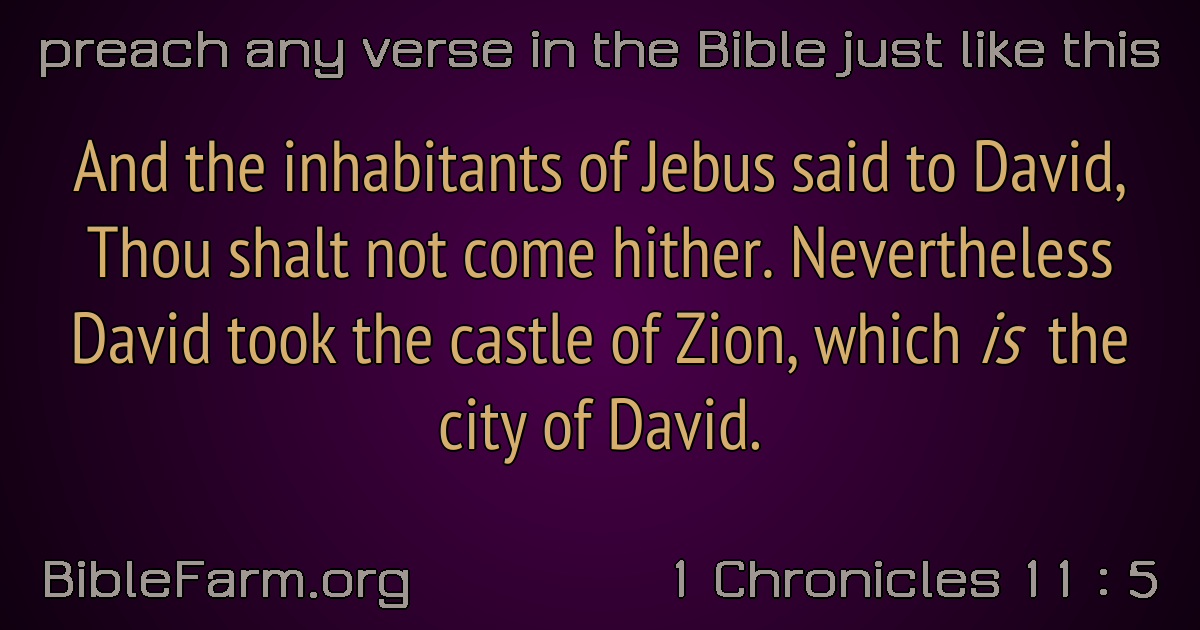 preach any verse in the Bible just like this
And the inhabitants of Jebus said to David,
Thou shalt not come hither. Nevertheless
David took the castle of Zion, which is the
city of David.
BibleFarm.org
1 Chronicles 11 : 5